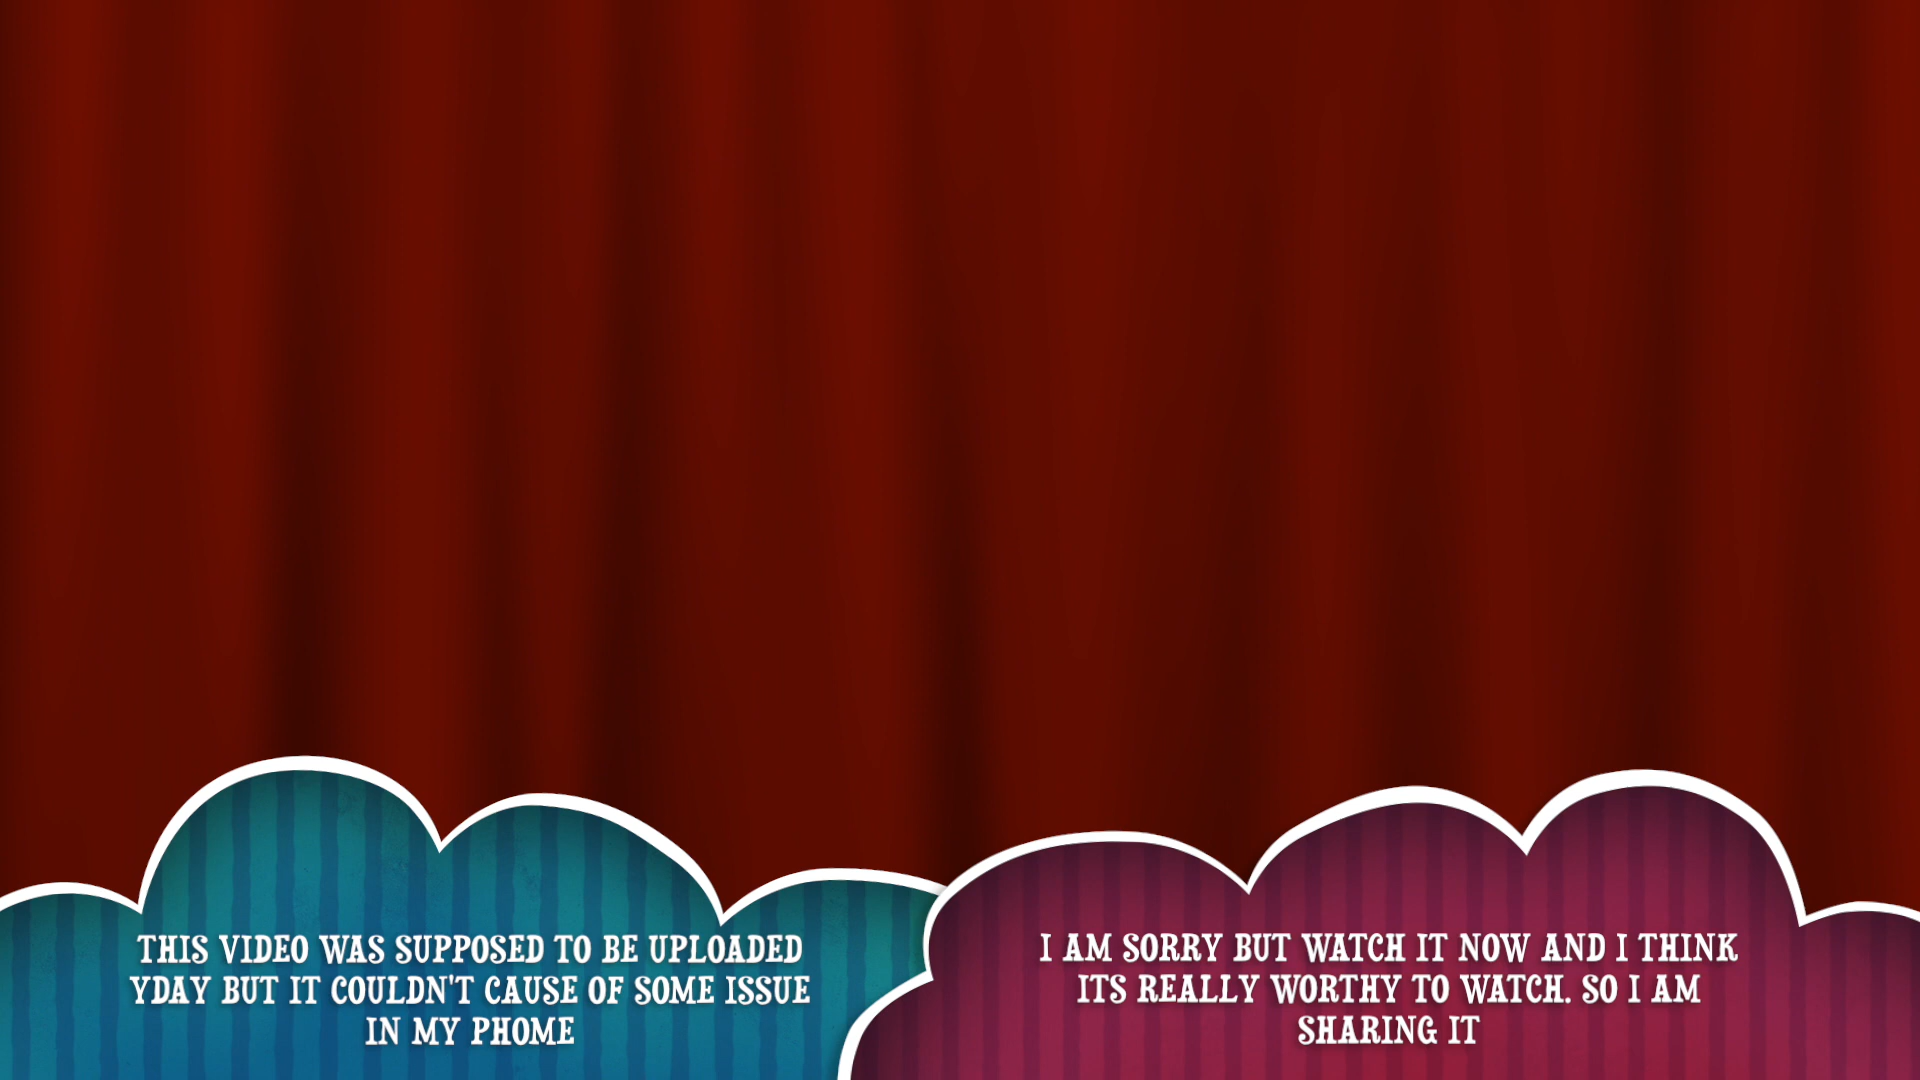 THIS VIDEO WAS SUPPOSED TO BE UPLOADED
YDAY BUT IT COULDN'T CAUSE OF SOME ISSUE
IN MY PHOME
I AM SORRY BUT WATCH IT NOW AND I THINK
ITS REALLY WORTHY TO WATCH. SO I AM
SHARING IT